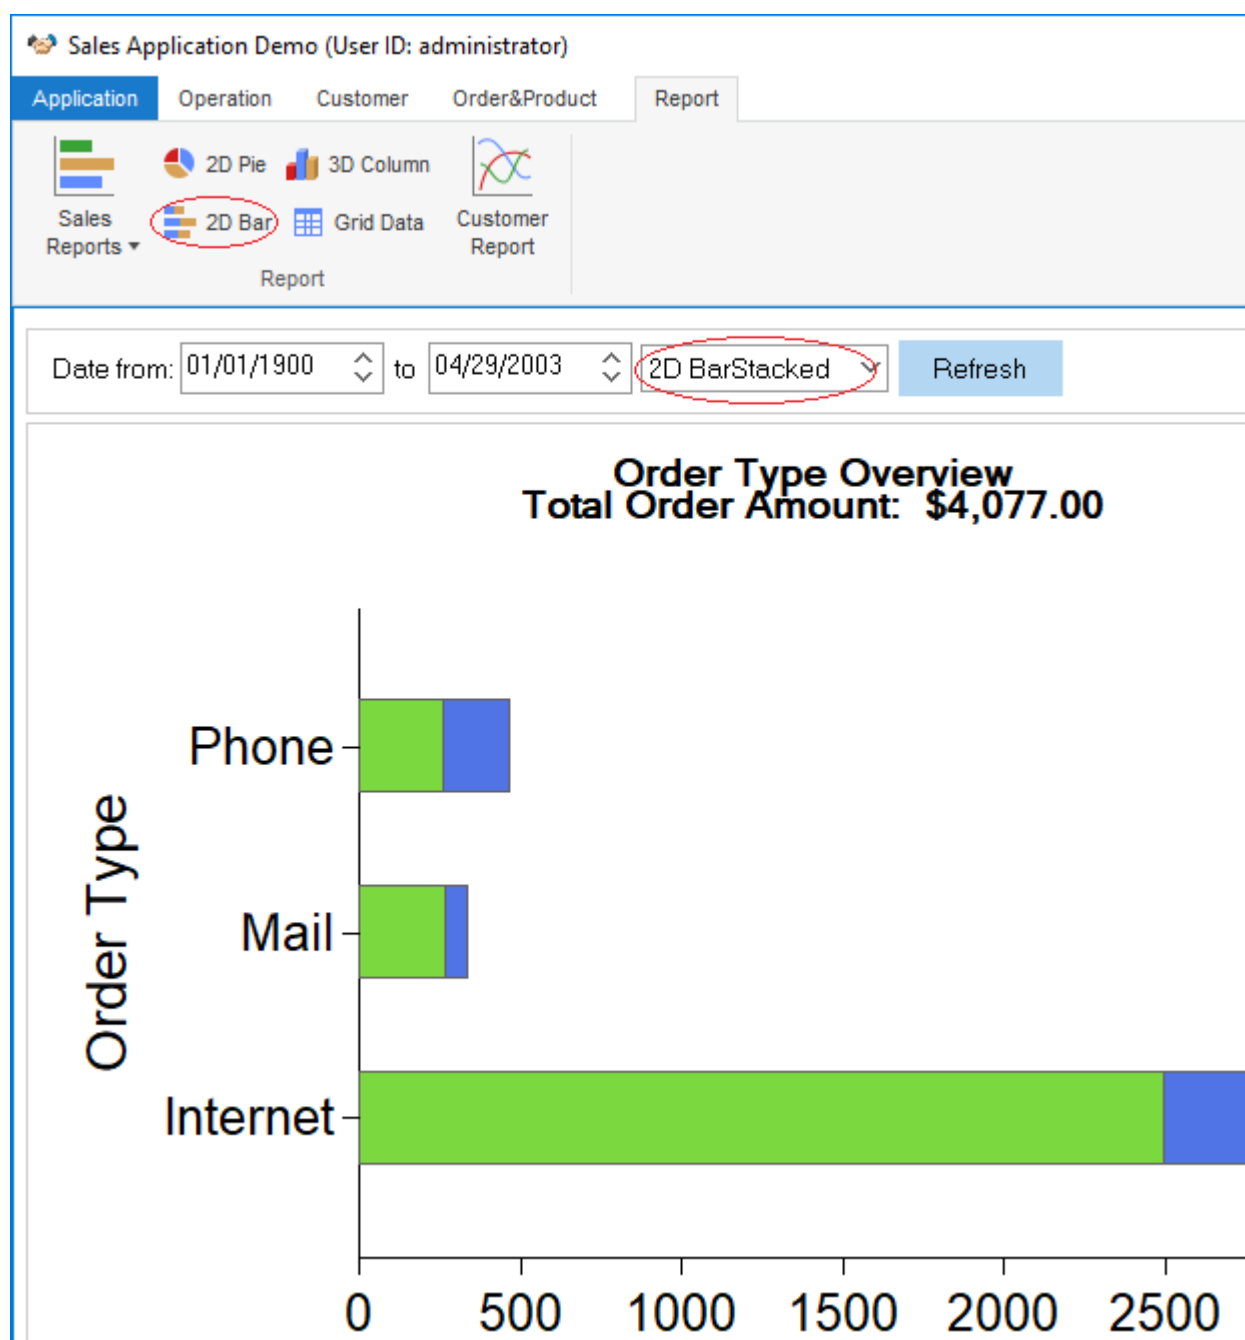 Sales Application Demo (User ID: administrator)
Application Operation Customer Order&Product Report
2D Pie 3D Column
Sales Reports
2D Bar Grid Data
Customer Report
Report
Date from: 01/01/1900 to 04/29/2003 2D BarStacked Refresh
Order Type Overview
Total Order Amount: $4,077.00
Order Type
Phone
Mail
Internet
0 500 1000 1500 2000 2500